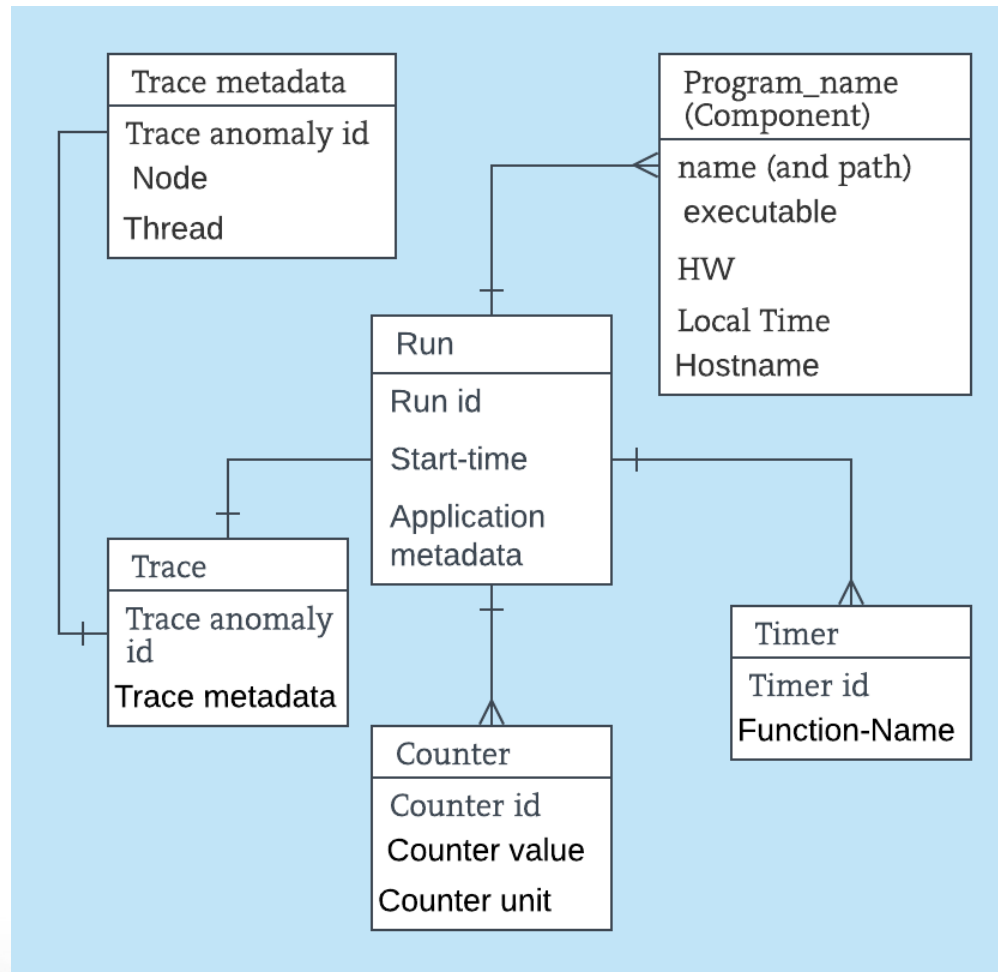 Trace metadata
Trace anomaly id
Node
Thread
Program_name
(Component)
name (and path)
executable
HW
Local Time
Hostname
Run
Run id
Start-time
Application
metadata
Trace
Trace anomaly
id
Trace metadata
Timer
Timer id
Function-Name
Counter
Counter id
Counter value
Counter unit